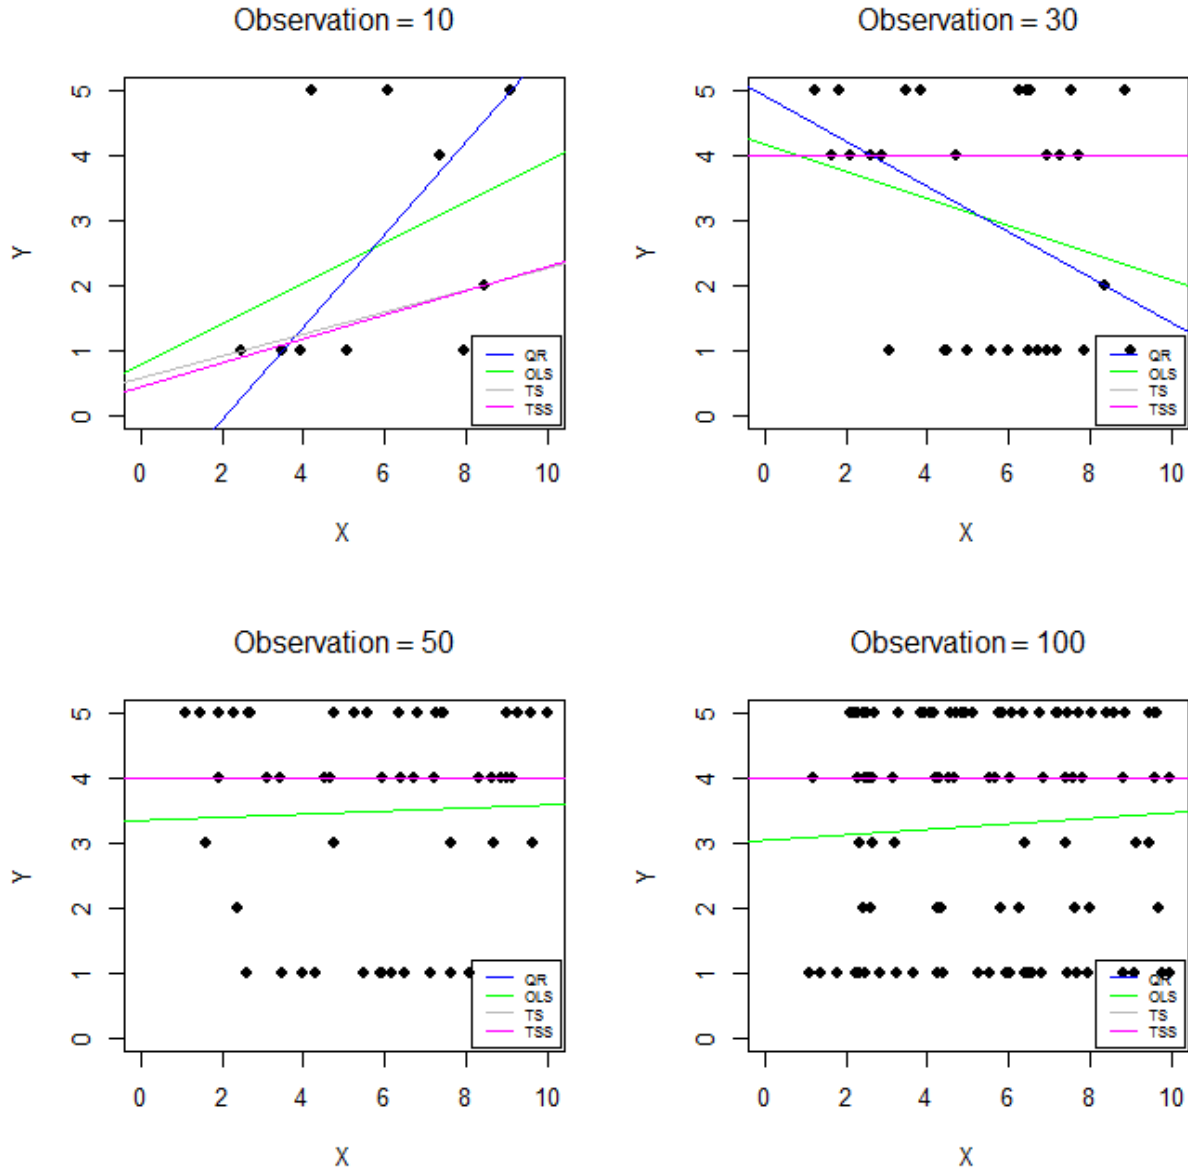 Observation = 10
Y
0 1 2 3 4 5
0 2 4 6 8 10
X
QR
OLS
TS
TSS
Observation = 30
Y
0 1 2 3 4 5
0 2 4 6 8 10
X
QR
OLS
TS
TSS
Observation = 50
Y
0 1 2 3 4 5
0 2 4 6 8 10
X
QR
OLS
TS
TSS
Observation = 100
Y
0 1 2 3 4 5
0 2 4 6 8 10
X
QR
OLS
TS
TSS